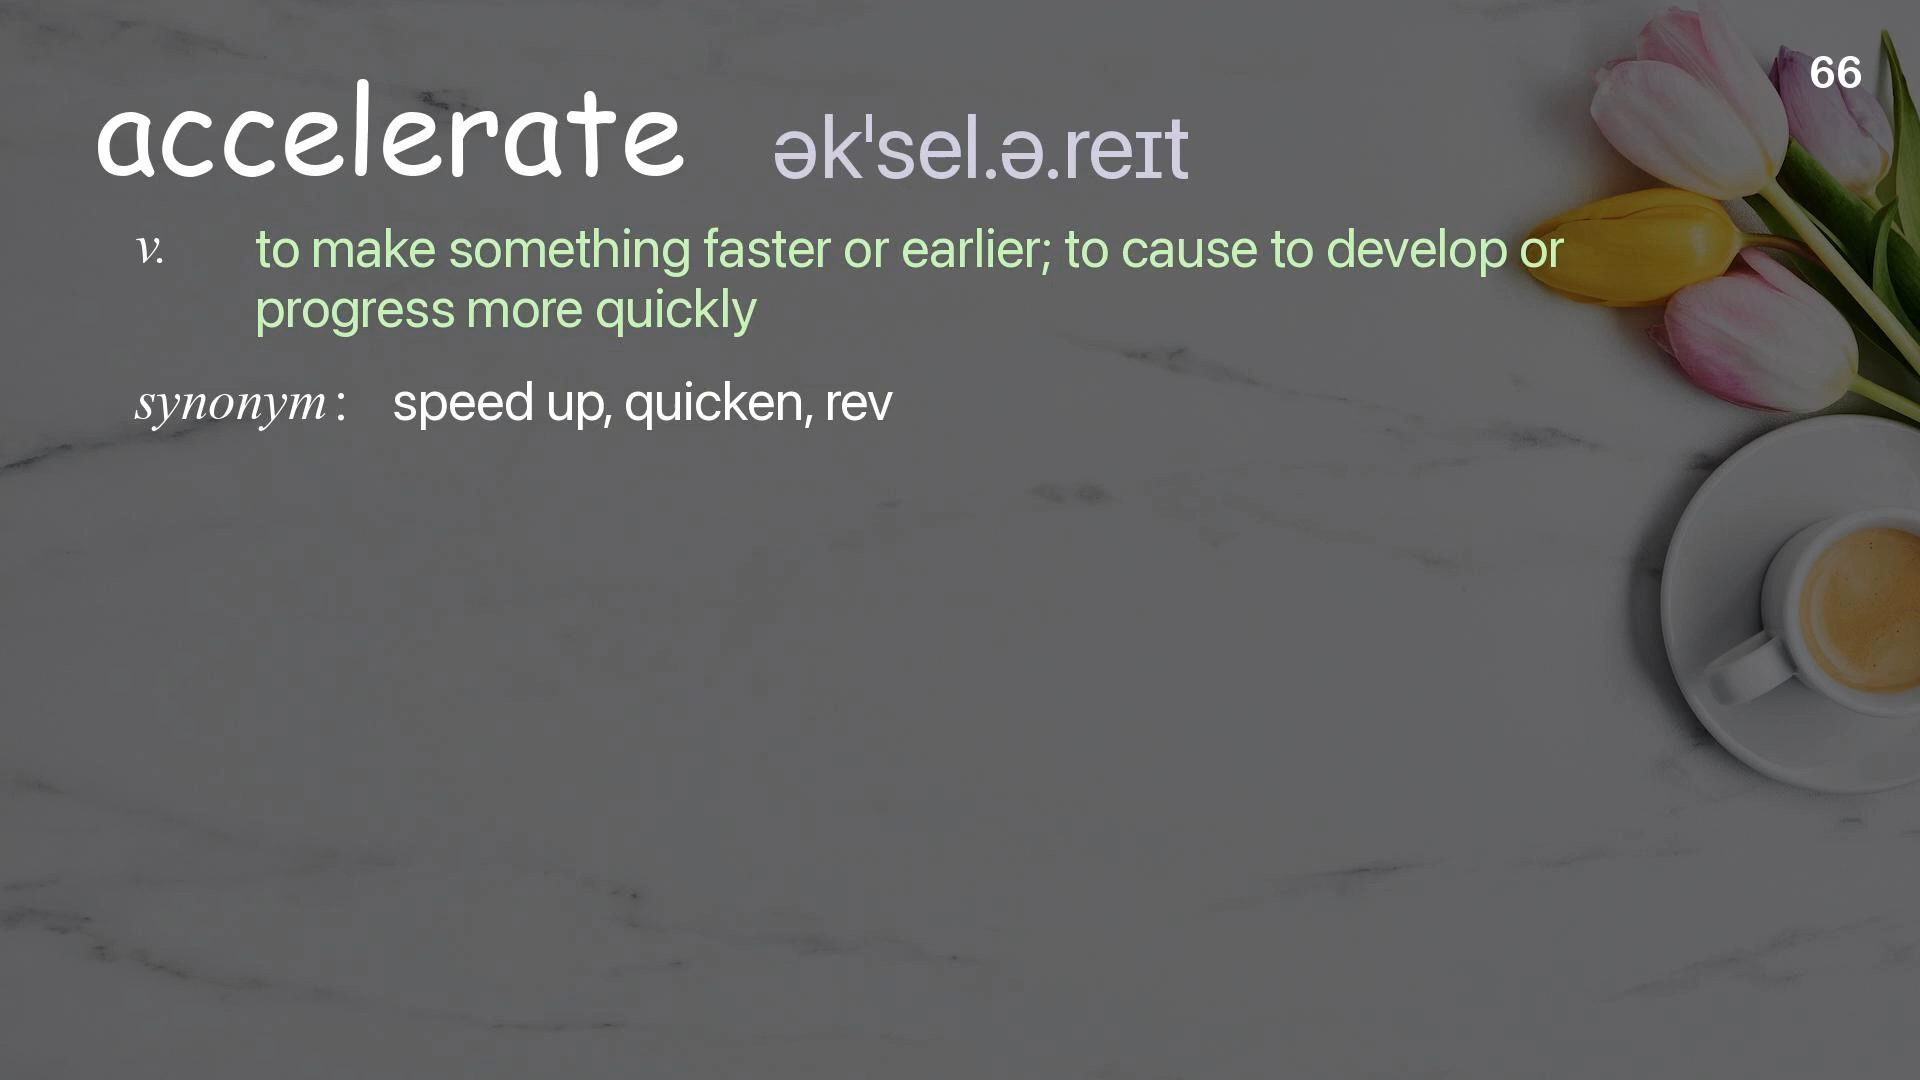 66
accelerate əkˈsel.ə.reɪt
v. to make something faster or earlier; to cause to develop or
progress more quickly
synonym: speed up, quicken, rev